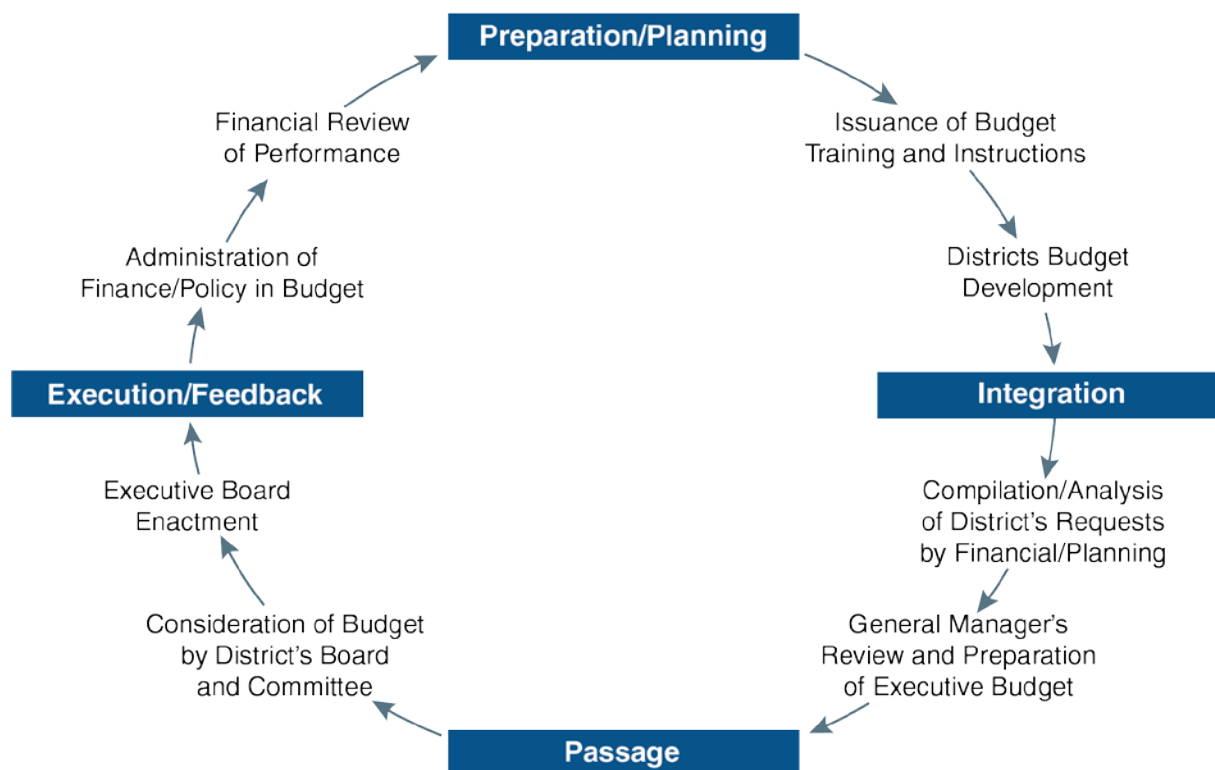 Preparation/Planning
Issuance of Budget
Training and Instructions
Districts Budget
Development
Integration
Compilation/Analysis
of District's Requests
by Financial/Planning
General Manager's
Review and Preparation
of Executive Budget
Passage
Consideration of Budget
by District's Board
and Committee
Executive Board
Enactment
Execution/Feedback
Administration of
Finance/Policy in Budget
Financial Review
of Performance